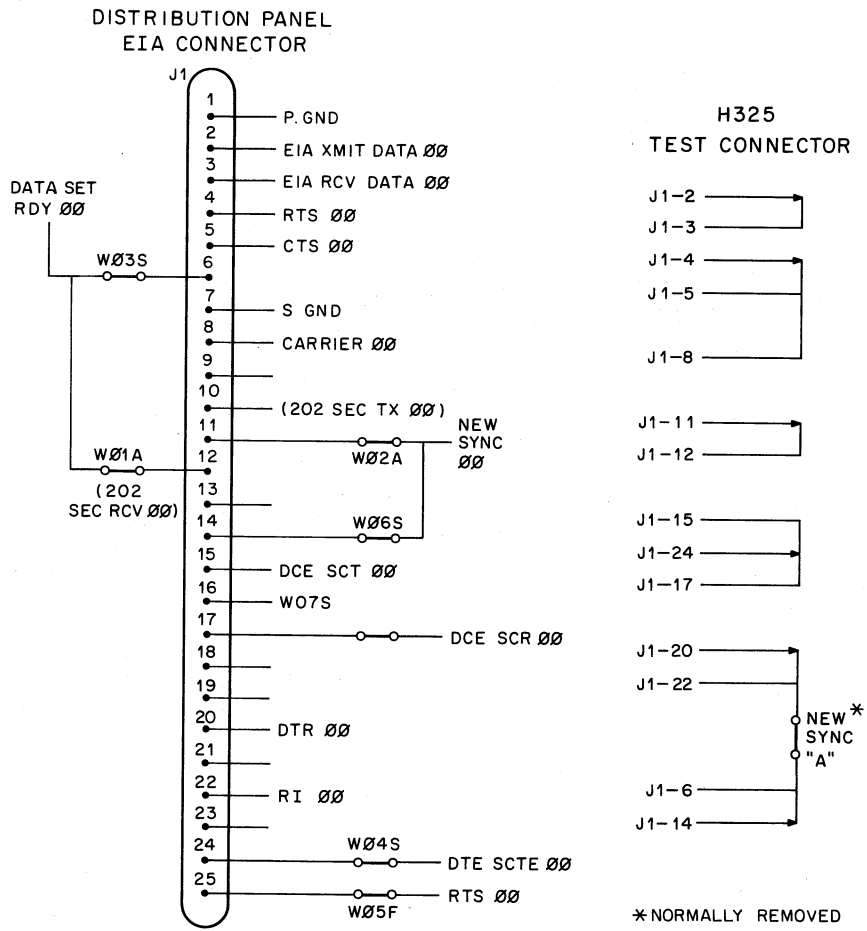 DISTRIBUTION PANEL
EIA CONNECTOR
J1
1
P. GND
2
EIA XMIT DATA ØØ
3
EIA RCV DATA ØØ
DATA SET
RDY ØØ
4
RTS ØØ
5
CTS ØØ
WØ3S
6
7
S GND
8
CARRIER ØØ
9
10
(202 SEC TX ØØ)
11
WØ2A
NEW
SYNC
ØØ
WØ1A
(202
SEC RCV ØØ)
12
13
14
WØ6S
15
DCE SCT ØØ
16
WO7S
17
DCE SCR ØØ
18
19
20
DTR ØØ
21
22
RI ØØ
23
24
WØ4S
DTE SCTE ØØ
25
WØ5F
RTS ØØ
H325
TEST CONNECTOR
J1-2
J1-3
J1-4
J1-5
J1-8
J1-11
J1-12
J1-15
J1-24
J1-17
J1-20
J1-22
NEW *
SYNC
"A"
J1-6
J1-14
* NORMALLY REMOVED